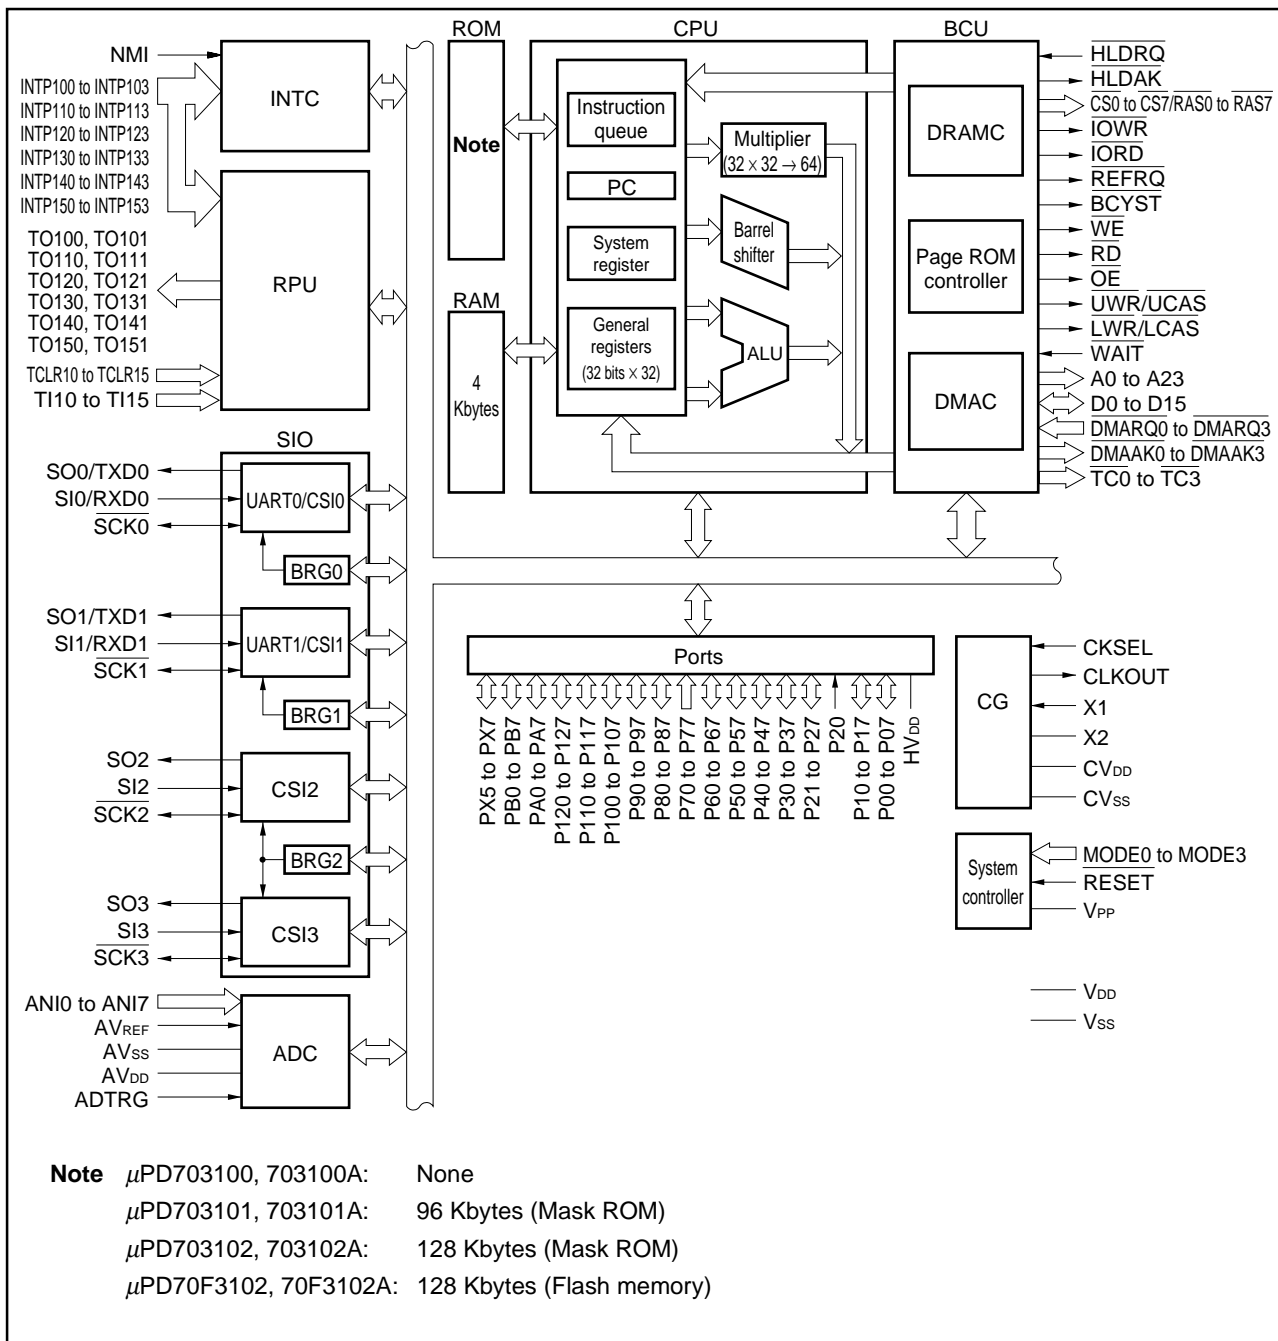 ROM
CPU
BCU
NMI
INTP100 to INTP103
INTP110 to INTP113
INTP120 to INTP123
INTP130 to INTP133
INTP140 to INTP143
INTP150 to INTP153
INTC
TO100, TO101
TO110, TO111
TO120, TO121
TO130, TO131
TO140, TO141
TO150, TO151
TCLR10 to TCLR15
TI10 to TI15
RPU
Note
RAM
4
Kbytes
Instruction
queue
PC
System
register
General
registers
(32 bits × 32)
Multiplier
(32 × 32 → 64)
Barrel
shifter
ALU
DRAMC
Page ROM
controller
DMAC
HLDRQ
HLDAK
CS0 to CS7/RAS0 to RAS7
IOWR
IORD
REFRQ
BCYST
WE
RD
OE
UWR/UCAS
LWR/LCAS
WAIT
A0 to A23
D0 to D15
DMARQ0 to DMARQ3
DMAAK0 to DMAAK3
TC0 to TC3
SIO
SO0/TXD0
SI0/RXD0
SCK0
UART0/CSI0
BRG0
SO1/TXD1
SI1/RXD1
SCK1
UART1/CSI1
BRG1
SO2
SI2
SCK2
CSI2
BRG2
SO3
SI3
SCK3
CSI3
ANI0 to ANI7
AVREF
AVSS
AVDD
ADTRG
ADC
Ports
PX5 to PX7
PB0 to PB7
PA0 to PA7
P120 to P127
P110 to P117
P100 to P107
P90 to P97
P80 to P87
P70 to P77
P60 to P67
P50 to P57
P40 to P47
P30 to P37
P21 to P27
P20
P10 to P17
P00 to P07
HVDD
CG
CKSEL
CLKOUT
X1
X2
CVDD
CVSS
System
controller
MODE0 to MODE3
RESET
VPP
VDD
VSS
Note μPD703100, 703100A: None
μPD703101, 703101A: 96 Kbytes (Mask ROM)
μPD703102, 703102A: 128 Kbytes (Mask ROM)
μPD70F3102, 70F3102A: 128 Kbytes (Flash memory)